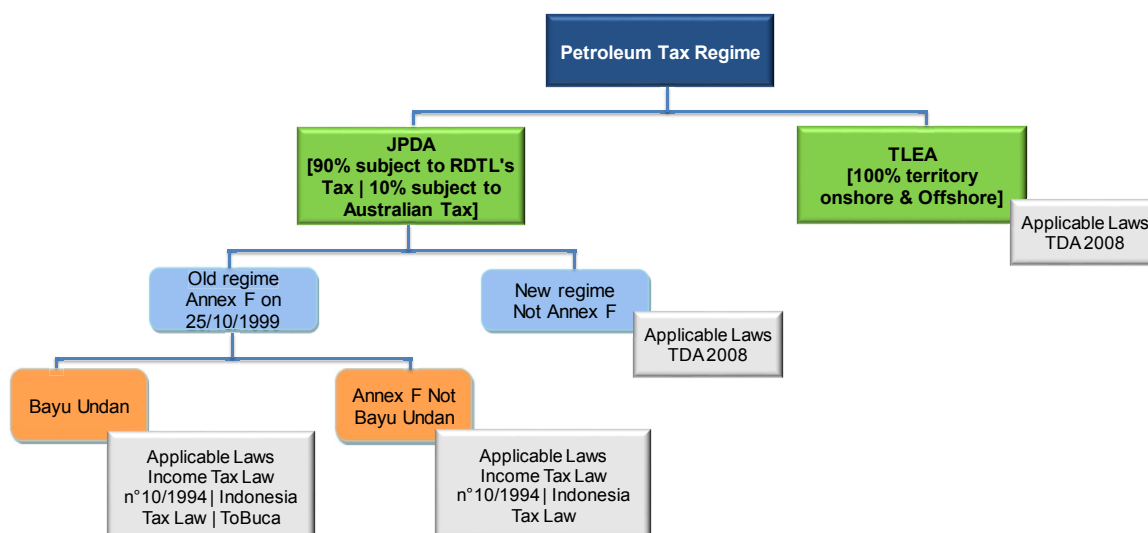 Petroleum Tax Regime
JPDA
[90% subject to RDTL's
Tax | 10% subject to
Australian Tax]
TLEA
[100% territory
onshore & Offshore]
Applicable Laws
TDA 2008
Old regime
Annex F on
25/10/1999
New regime
Not Annex F
Applicable Laws
TDA 2008
Bayu Undan
Annex F Not
Bayu Undan
Applicable Laws
Income Tax Law
n°10/1994 | Indonesia
Tax Law | ToBuca
Applicable Laws
Income Tax Law
n°10/1994 | Indonesia
Tax Law